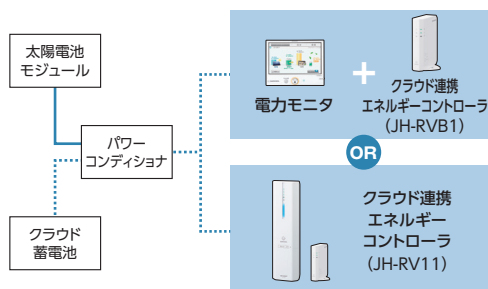 太陽電池
モジュール
パワー
コンディショナ
クラウド
蓄電池
電力モニタ
+
クラウド連携
エネルギーコントローラ
(JH-RVB1)
OR
クラウド連携
エネルギー
コントローラ
(JH-RV11)